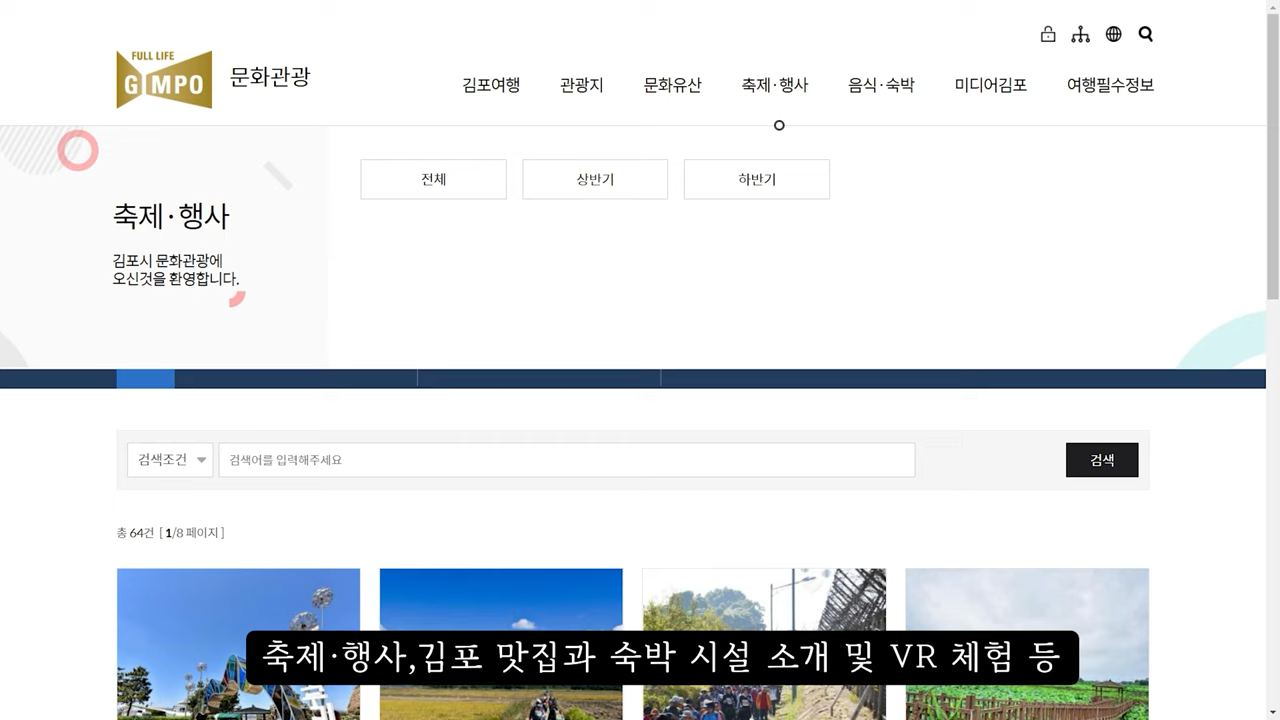 FULL LIFE
GIMPO
문화관광
김포여행
관광지
문화유산
축제·행사
음식·숙박
미디어김포
여행필수정보
축제·행사
김포시 문화관광에
오신것을 환영합니다.
전체
상반기
하반기
검색조건
검색어를 입력해주세요
검색
총 64건 [ 1/8 페이지 ]
축제·행사,김포 맛집과 숙박 시설 소개 및 VR 체험 등